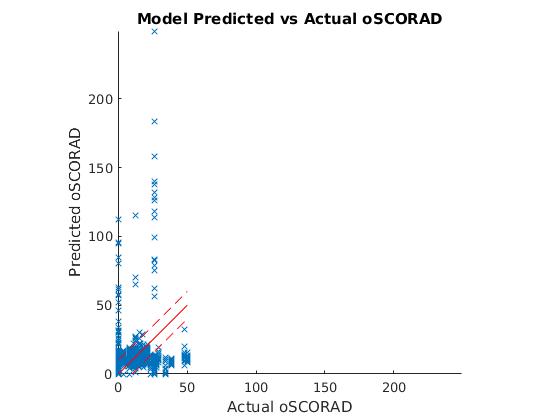 Model Predicted vs Actual oSCORAD
Predicted oSCORAD
200
150
100
50
0
0 50 100 150 200
Actual oSCORAD